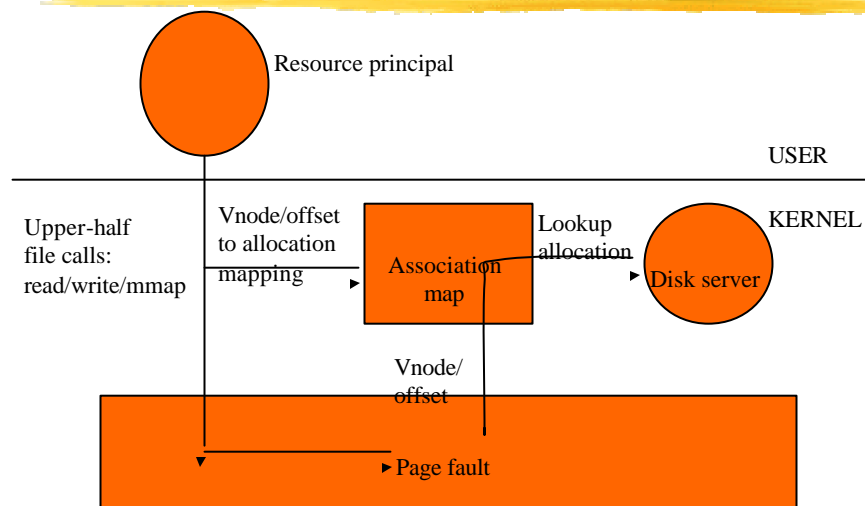 Resource principal
USER
KERNEL
Upper-half
file calls:
read/write/mmap
Vnode/offset
to allocation
mapping
Association
map
Lookup
allocation
Disk server
Vnode/
offset
Page fault